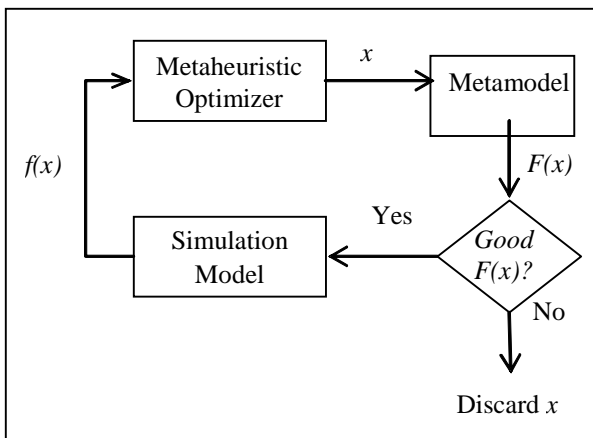 x
Metaheuristic
Optimizer
Metamodel
f(x)
F(x)
Yes
Simulation
Model
Good
F(x)?
No
Discard x